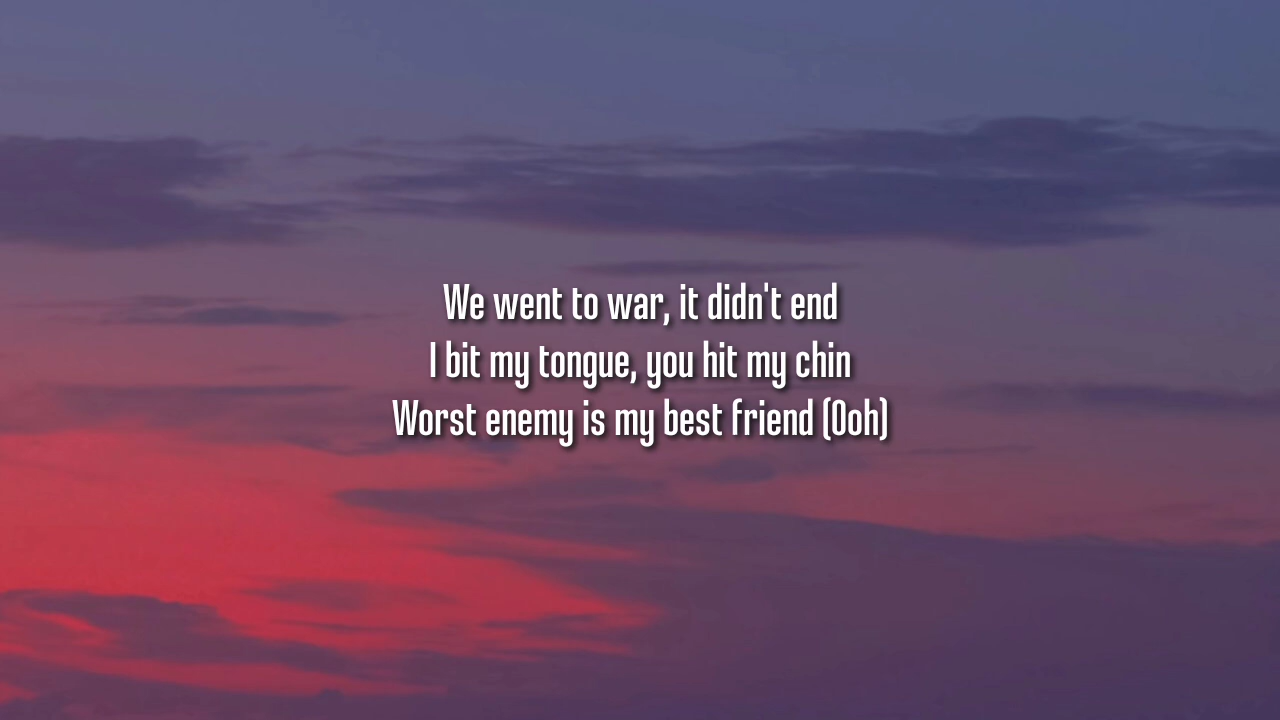 We went to war, it didn't end
I bit my tongue, you hit my chin
Worst enemy is my best friend (Ooh)